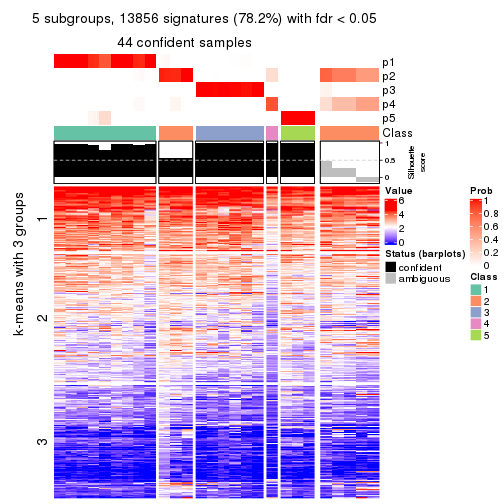 5 subgroups, 13856 signatures (78.2%) with fdr < 0.05
44 confident samples
p1
p2
p3
p4
p5
Class
1
0.5
0
Silhouette
score
k-means with 3 groups
1
2
3
Value
6
4
2
0
Status (barplots)
confident
ambiguous
Prob
1
0.8
0.6
0.4
0.2
0
Class
1
2
3
4
5